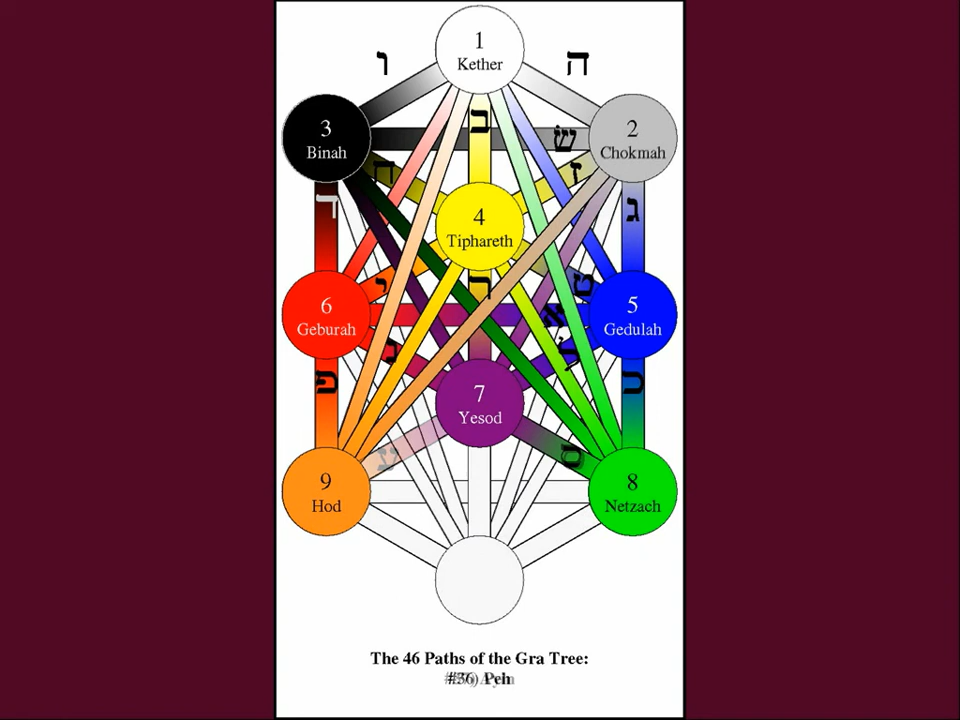 1
Kether
ו
ה
ב
3
Binah
2
Chokmah
ש
ז
ד
ג
4
Tiphareth
ט
י
ר
6
Geburah
5
Gedulah
א
נ
פ
כ
7
Yesod
ע
9
Hod
8
Netzach
The 46 Paths of the Gra Tree:
Peh